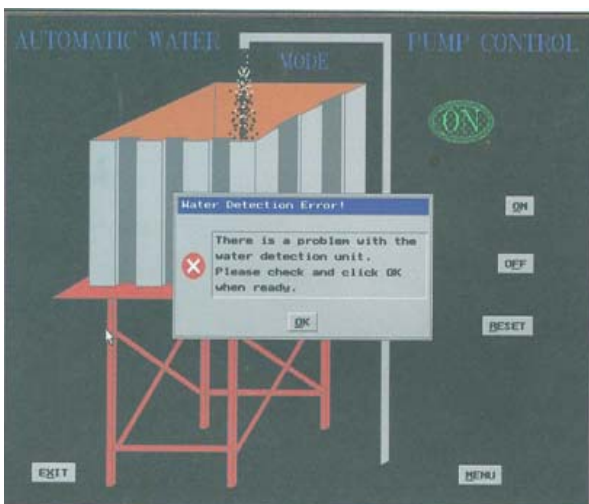 AUTOMATIC WATER PUMP CONTROL
MODE
ON
Water Detection Error!
There is a problem with the
water detection unit.
Please check and click OK
when ready.
OK
ON
OFF
RESET
EXIT
MENU